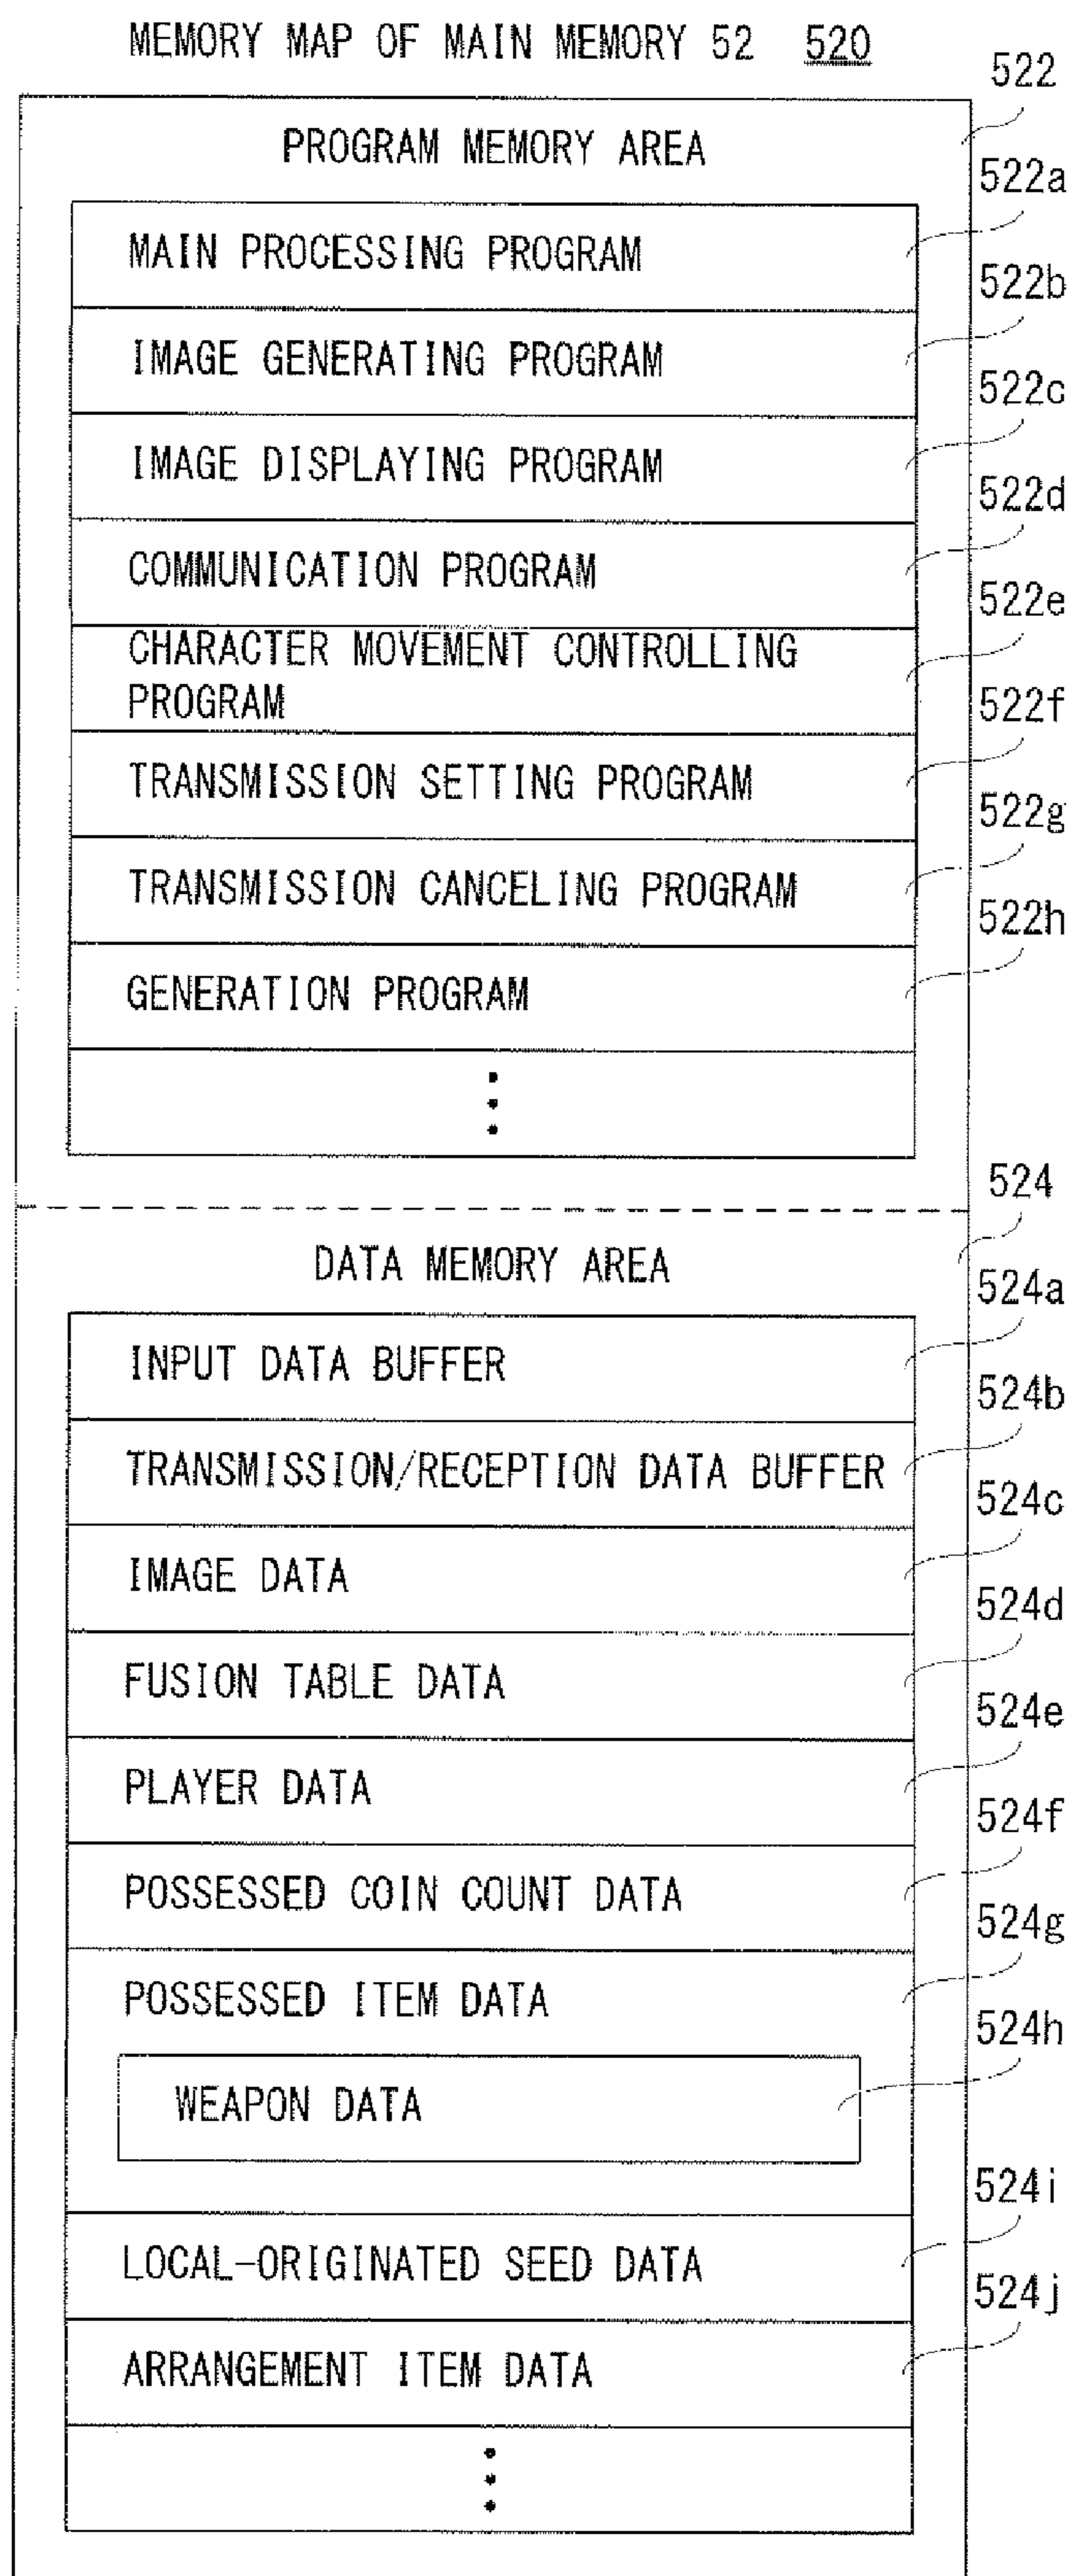 MEMORY MAP OF MAIN MEMORY 52 520
522
PROGRAM MEMORY AREA
522a
MAIN PROCESSING PROGRAM
522b
IMAGE GENERATING PROGRAM
522c
IMAGE DISPLAYING PROGRAM
522d
COMMUNICATION PROGRAM
522e
CHARACTER MOVEMENT CONTROLLING
PROGRAM
522f
TRANSMISSION SETTING PROGRAM
522g
TRANSMISSION CANCELING PROGRAM
522h
GENERATION PROGRAM
524
DATA MEMORY AREA
524a
INPUT DATA BUFFER
524b
TRANSMISSION/RECEPTION DATA BUFFER
524c
IMAGE DATA
524d
FUSION TABLE DATA
524e
PLAYER DATA
524f
POSSESSED COIN COUNT DATA
524g
POSSESSED ITEM DATA
524h
WEAPON DATA
524i
LOCAL-ORIGINATED SEED DATA
524j
ARRANGEMENT ITEM DATA